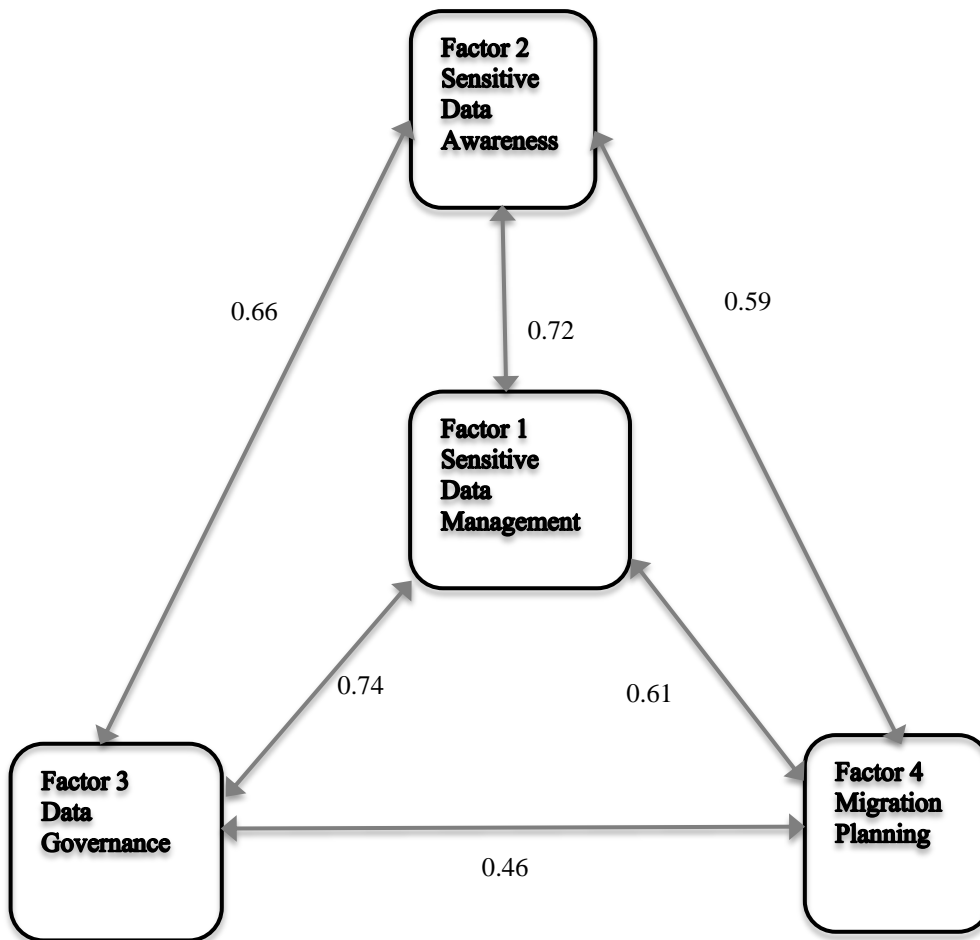 Factor 2
Sensitive
Data
Awareness
0.66
0.59
0.72
Factor 1
Sensitive
Data
Management
0.74
0.61
Factor 3
Data
Governance
Factor 4
Migration
Planning
0.46